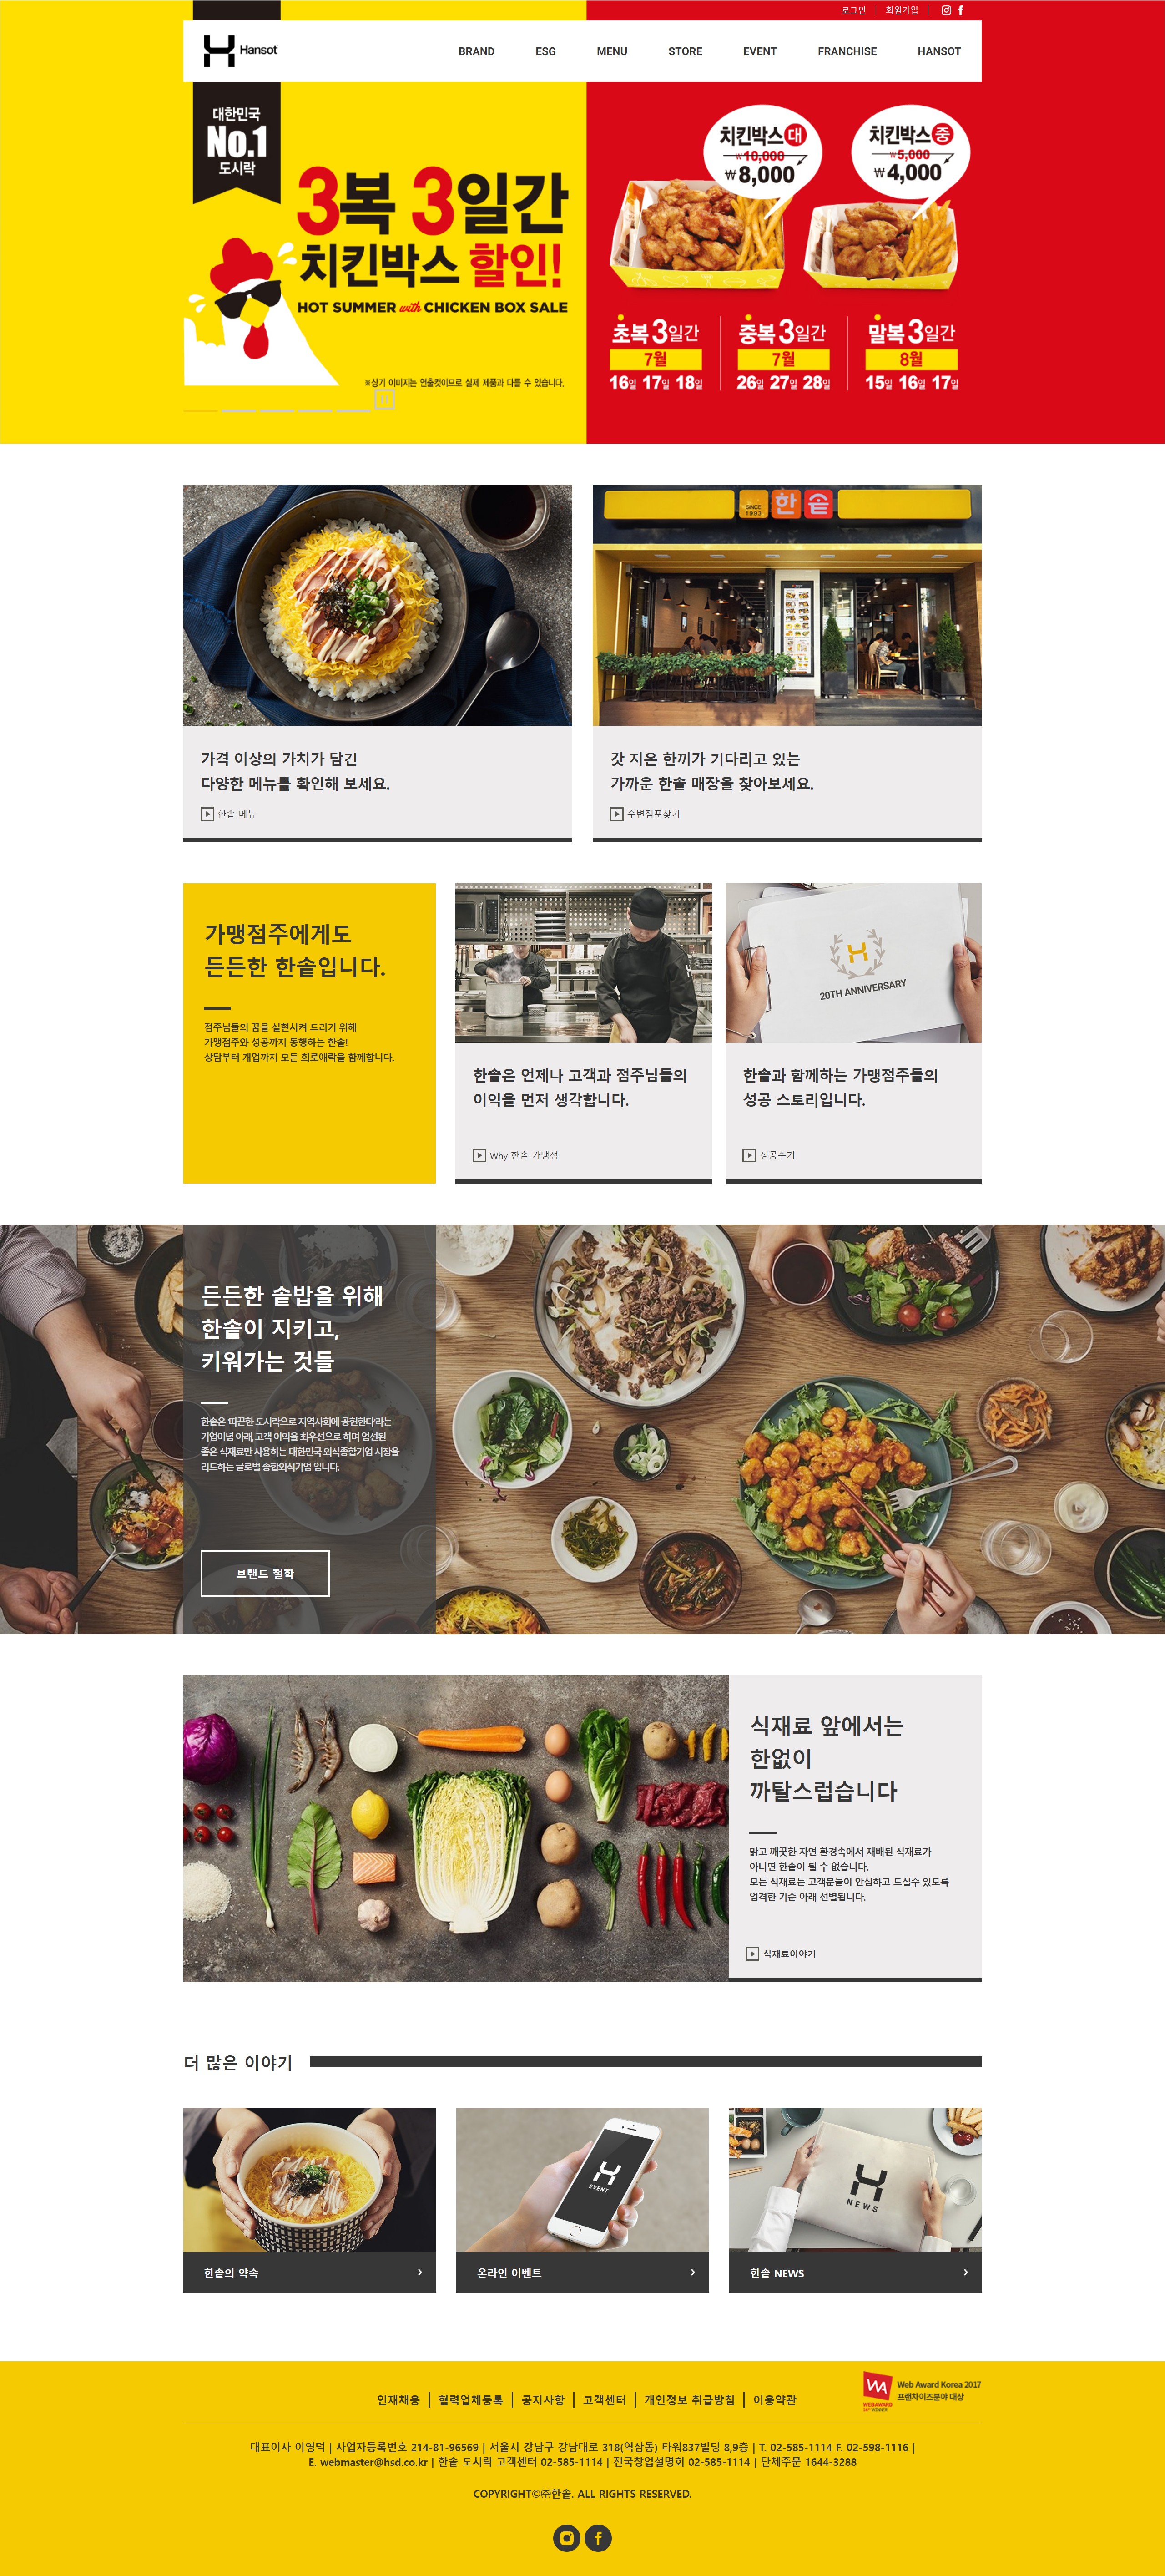 로그인 | 회원가입 |
Hansot
BRAND ESG MENU STORE EVENT FRANCHISE HANSOT
대한민국
No.1
도시락
3복 3일간
치킨박스 할인!
HOT SUMMER with CHICKEN BOX SALE
※상기 이미지는 연출컷이므로 실제 제품과 다를 수 있습니다.
치킨박스 대
₩10,000
₩8,000
치킨박스 중
₩5,000
₩4,000
초복 3일간
7월
16일 17일 18일
중복 3일간
7월
26일 27일 28일
말복 3일간
8월
15일 16일 17일
SINCE
1993
한솥
가격 이상의 가치가 담긴
다양한 메뉴를 확인해 보세요.
한솥 메뉴
갓 지은 한끼가 기다리고 있는
가까운 한솥 매장을 찾아보세요.
주변점포찾기
가맹점주에게도
든든한 한솥입니다.
점주님들의 꿈을 실현시켜 드리기 위해
가맹점주와 성공까지 동행하는 한솥!
상담부터 개업까지 모든 희로애락을 함께합니다.
한솥은 언제나 고객과 점주님들의
이익을 먼저 생각합니다.
Why 한솥 가맹점
20TH ANNIVERSARY
한솥과 함께하는 가맹점주들의
성공 스토리입니다.
성공수기
든든한 솥밥을 위해
한솥이 지키고,
키워가는 것들
한솥은 '따끈한 도시락으로 지역사회에 공헌한다'라는
기업이념 아래, 고객 이익을 최우선으로 하며 엄선된
좋은 식재료만 사용하는 대한민국 외식종합기업 시장을
리드하는 글로벌 종합외식기업 입니다.
브랜드 철학
식재료 앞에서는
한없이
까탈스럽습니다
맑고 깨끗한 자연 환경속에서 재배된 식재료가
아니면 한솥이 될 수 없습니다.
모든 식재료는 고객분들이 안심하고 드실수 있도록
엄격한 기준 아래 선별됩니다.
식재료이야기
더 많은 이야기
EVENT
NEWS
한솥의 약속
온라인 이벤트
한솥 NEWS
인재채용 | 협력업체등록 | 공지사항 | 고객센터 | 개인정보 취급방침 | 이용약관
WA
WEB AWARD
WINNER
Web Award Korea 2017
프랜차이즈분야 대상
대표이사 이영덕 | 사업자등록번호 214-81-96569 | 서울시 강남구 강남대로 318(역삼동) 타워837빌딩 8,9층 | T. 02-585-1114 F. 02-598-1116 |
E. webmaster@hsd.co.kr | 한솥 도시락 고객센터 02-585-1114 | 전국창업설명회 02-585-1114 | 단체주문 1644-3288
COPYRIGHT©㈜한솥. ALL RIGHTS RESERVED.